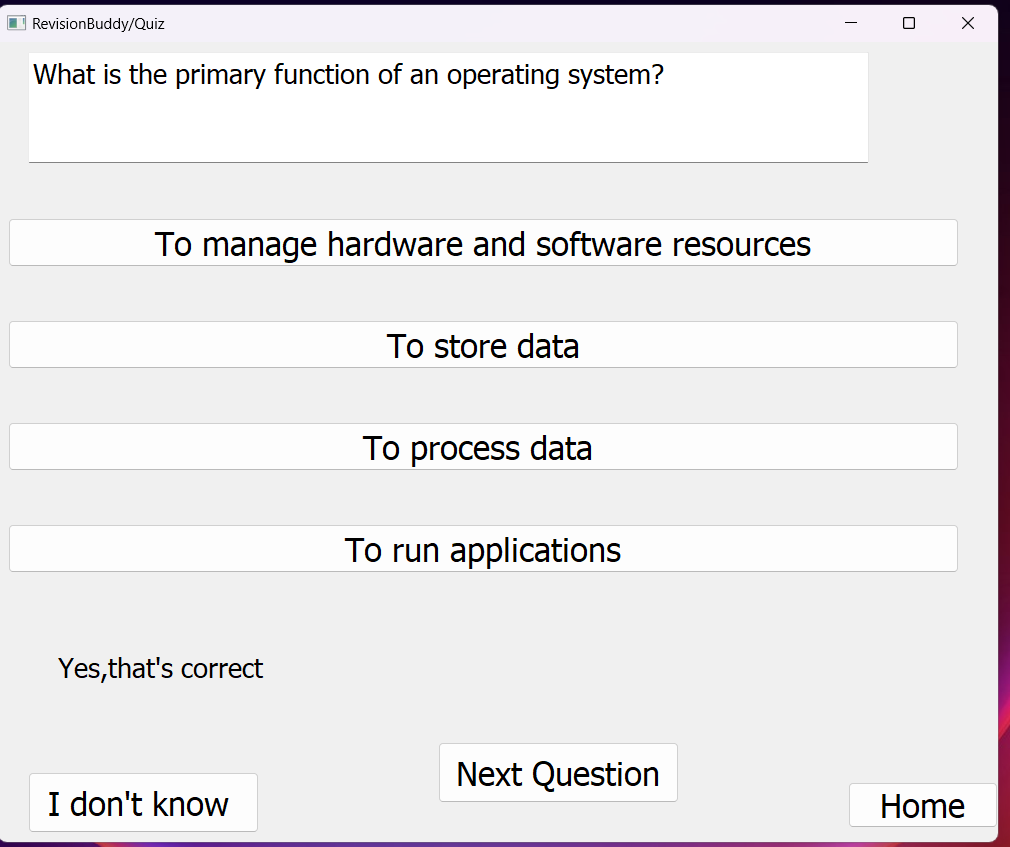 RevisionBuddy/Quiz
What is the primary function of an operating system?
To manage hardware and software resources
To store data
To process data
To run applications
Yes,that's correct
Next Question
I don't know
Home